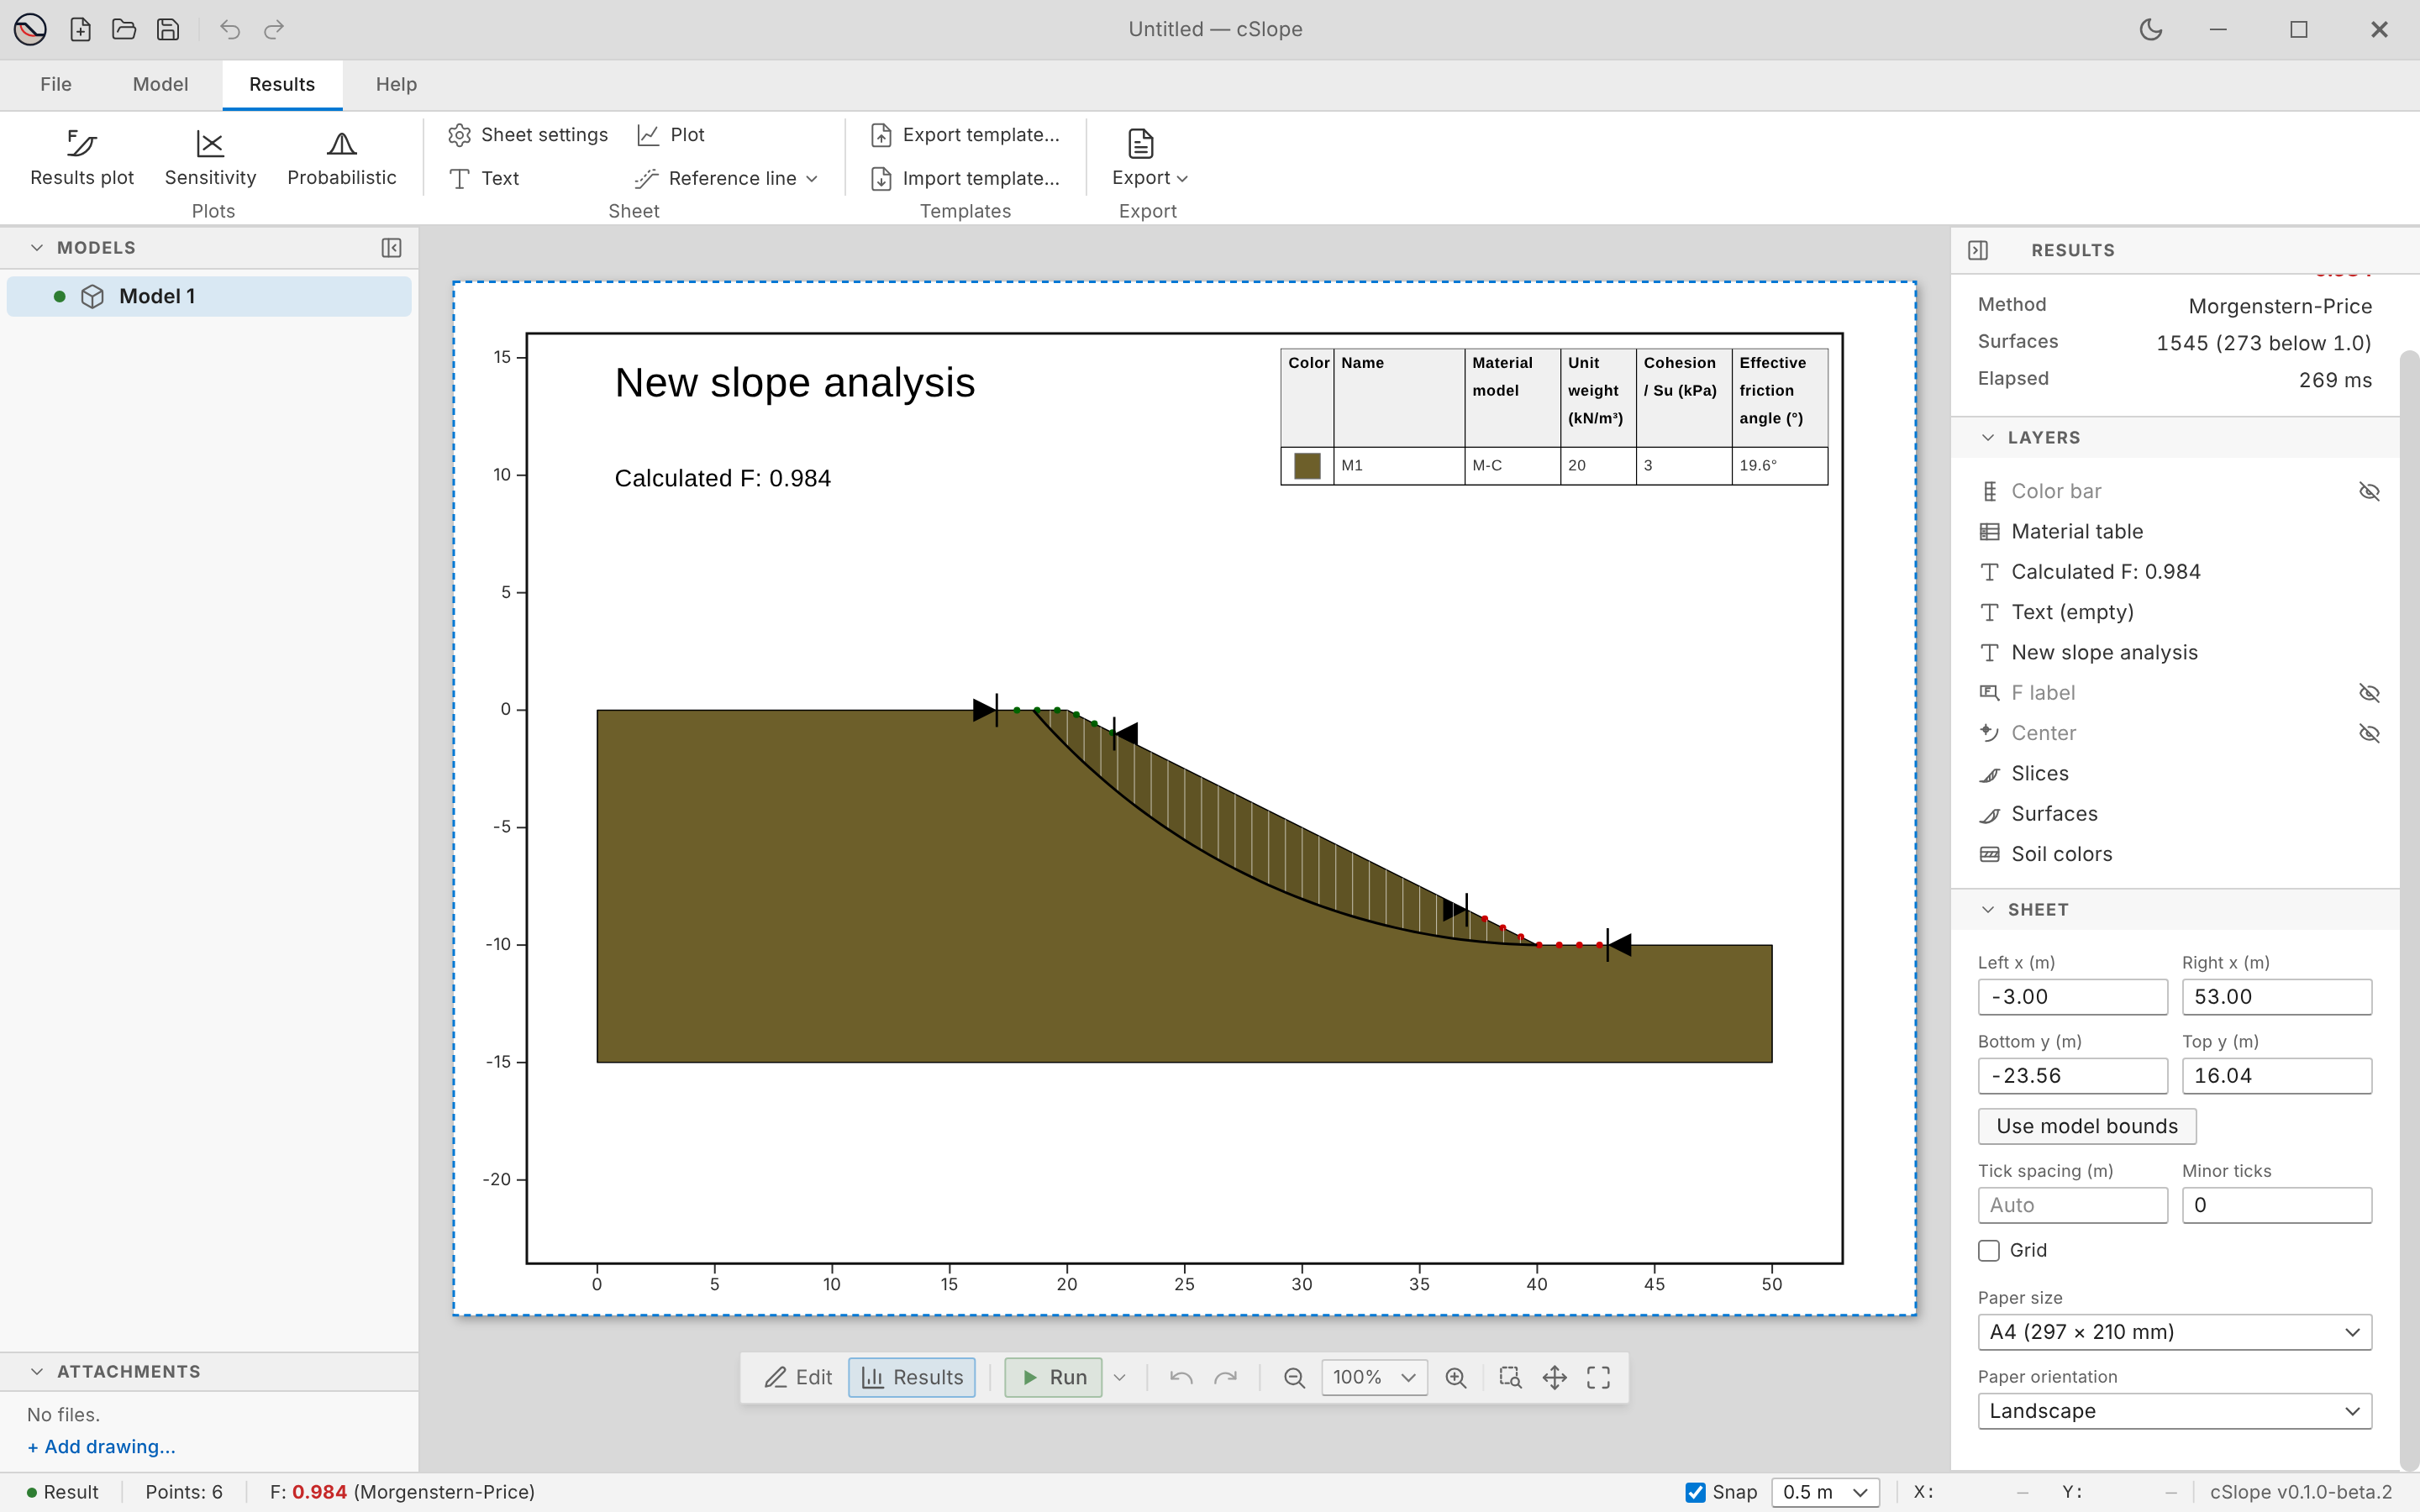 Untitled — cSlope
File Model Results Help
Results plot Sensitivity Probabilistic
Plots
Sheet settings Plot
Text Reference line
Sheet
Export template...
Import template...
Templates
Export
Export
MODELS
Model 1
ATTACHMENTS
No files.
+ Add drawing...
New slope analysis
Calculated F: 0.984
Color Name Material model Unit weight (kN/m³) Cohesion / Su (kPa) Effective friction angle (°)
M1 M-C 20 3 19.6°
15
10
5
0
-5
-10
-15
-20
0 5 10 15 20 25 30 35 40 45 50
Edit Results Run 100%
RESULTS
Method Morgenstern-Price
Surfaces 1545 (273 below 1.0)
Elapsed 269 ms
LAYERS
Color bar
Material table
Calculated F: 0.984
Text (empty)
New slope analysis
F label
Center
Slices
Surfaces
Soil colors
SHEET
Left x (m) Right x (m)
-3.00 53.00
Bottom y (m) Top y (m)
-23.56 16.04
Use model bounds
Tick spacing (m) Minor ticks
Auto 0
Grid
Paper size
A4 (297 × 210 mm)
Paper orientation
Landscape
Result Points: 6 F: 0.984 (Morgenstern-Price) Snap 0.5 m X: – Y: – cSlope v0.1.0-beta.2